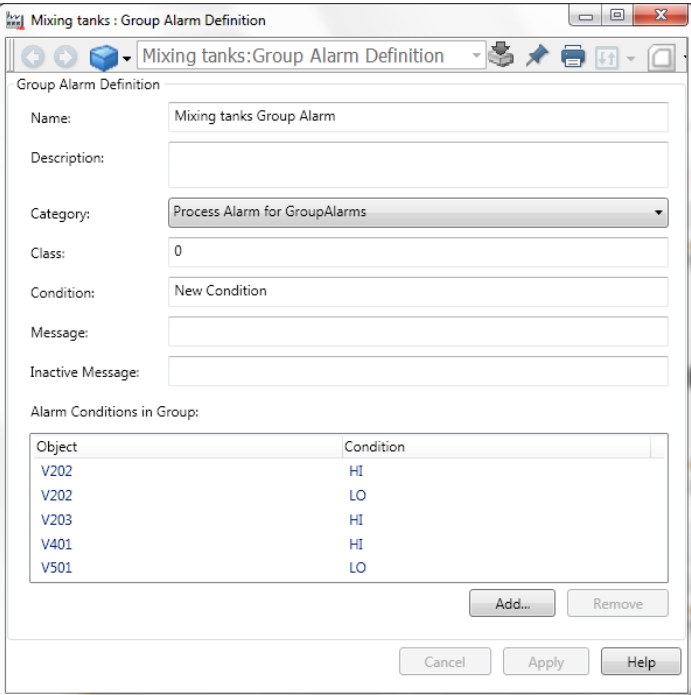 Mixing tanks : Group Alarm Definition
Mixing tanks:Group Alarm Definition
Group Alarm Definition
Name: Mixing tanks Group Alarm
Description:
Category: Process Alarm for GroupAlarms
Class: 0
Condition: New Condition
Message:
Inactive Message:
Alarm Conditions in Group:
Object Condition
V202 HI
V202 LO
V203 HI
V401 HI
V501 LO
Add... Remove
Cancel Apply Help